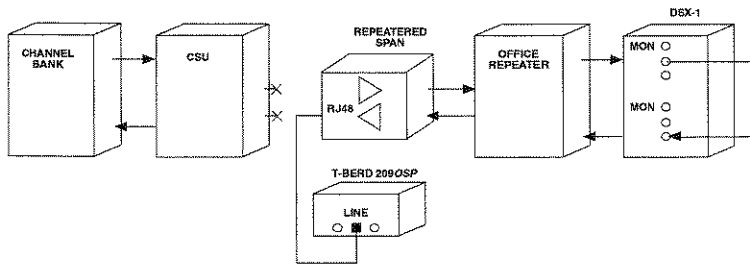 CHANNEL
BANK
CSU
REPEATERED
SPAN
RJ48
OFFICE
REPEATER
DSX-1
MON
MON
T-BERD 209OSP
LINE